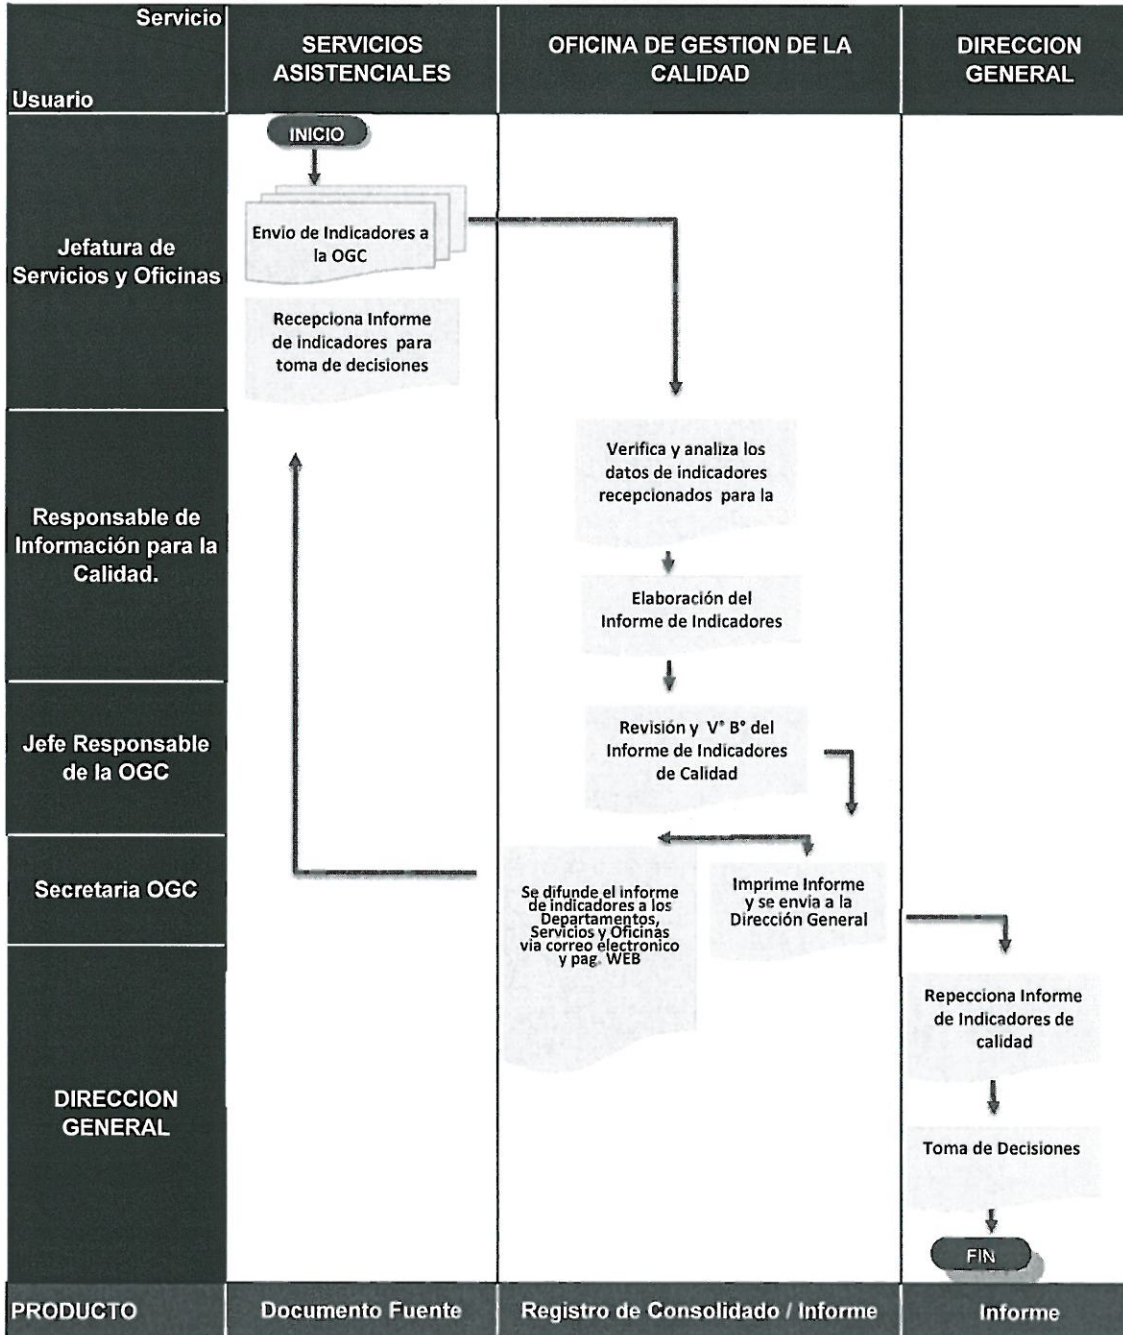 Servicio
Usuario
SERVICIOS
ASISTENCIALES
OFICINA DE GESTION DE LA
CALIDAD
DIRECCION
GENERAL
Jefatura de
Servicios y Oficinas
INICIO
Envio de Indicadores a
la OGC
Recepciona Informe
de indicadores para
toma de decisiones
Responsable de
Información para la
Calidad.
Verifica y analiza los
datos de indicadores
recepcionados para la
Elaboración del
Informe de Indicadores
Jefe Responsable
de la OGC
Revisión y V° B° del
Informe de Indicadores
de Calidad
Secretaria OGC
Se difunde el informe
de indicadores a los
Departamentos,
Servicios y Oficinas
via correo electronico
y pag. WEB
Imprime Informe
y se envia a la
Dirección General
DIRECCION
GENERAL
Repecciona Informe
de Indicadores de
calidad
Toma de Decisiones
FIN
PRODUCTO
Documento Fuente
Registro de Consolidado / Informe
Informe